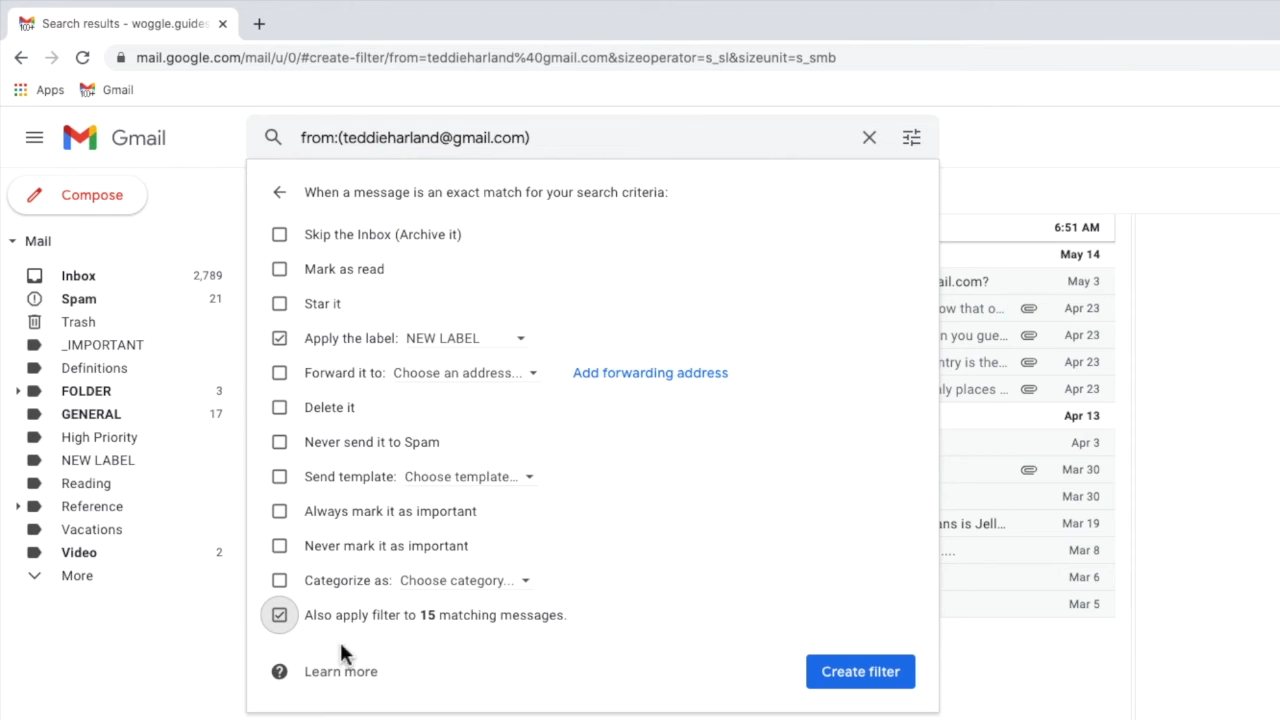 Search results - woggle.guides
mail.google.com/mail/u/0/#create-filter/from=teddieharland%40gmail.com&sizeoperator=s_sl&sizeunit=s_smb
Apps Gmail
Gmail
from:(teddieharland@gmail.com)
Compose
When a message is an exact match for your search criteria:
Mail
Inbox 2,789
Spam 21
Trash
_IMPORTANT
Definitions
FOLDER 3
GENERAL 17
High Priority
NEW LABEL
Reading
Reference
Vacations
Video 2
More
Skip the Inbox (Archive it)
Mark as read
Star it
Apply the label: NEW LABEL
Forward it to: Choose an address... Add forwarding address
Delete it
Never send it to Spam
Send template: Choose template...
Always mark it as important
Never mark it as important
Categorize as: Choose category...
Also apply filter to 15 matching messages.
Learn more
Create filter
6:51 AM
May 14
ail.com? May 3
ow that o... Apr 23
n you gue... Apr 23
ntry is the... Apr 23
aly places ... Apr 23
Apr 13
Apr 3
Mar 30
Mar 30
ans is Jell... Mar 19
.... Mar 8
Mar 6
Mar 5